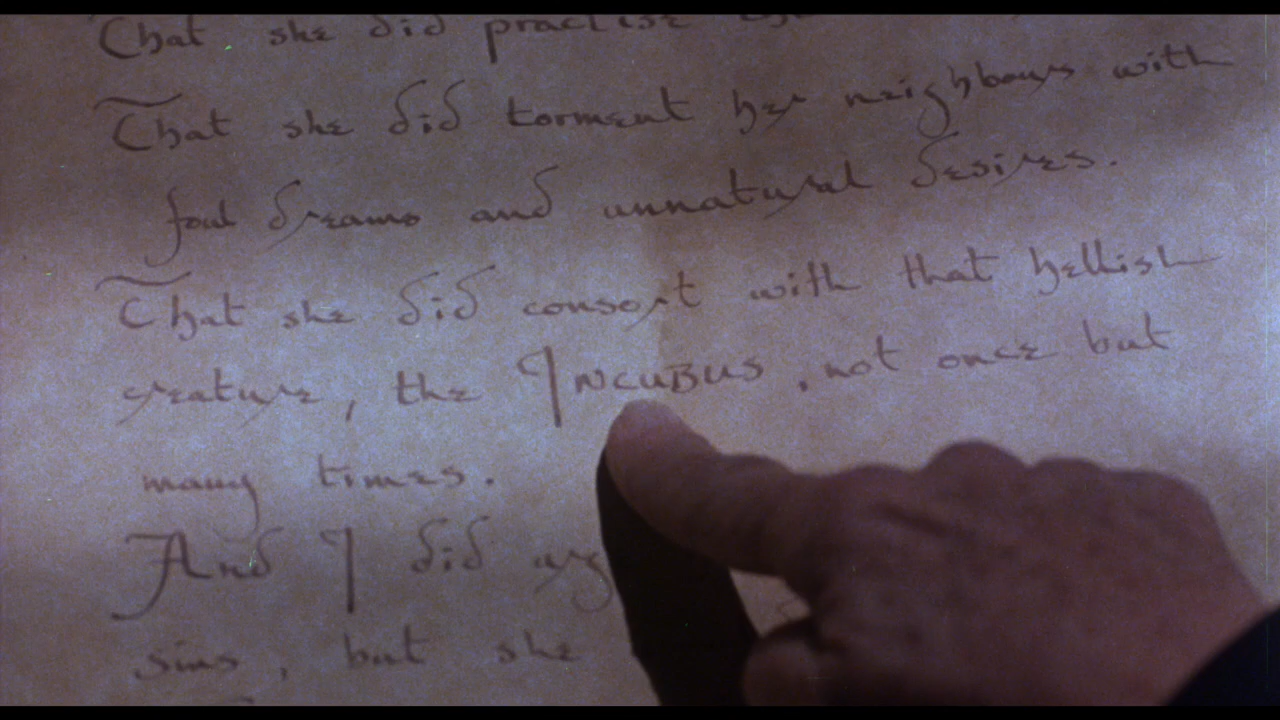 That she did practise
That she did torment her neighbours with
foul dreams and unnatural desires.
That she did consort with that hellish
creature, the INCUBUS, not once but
many times.
And I did
sins, but she